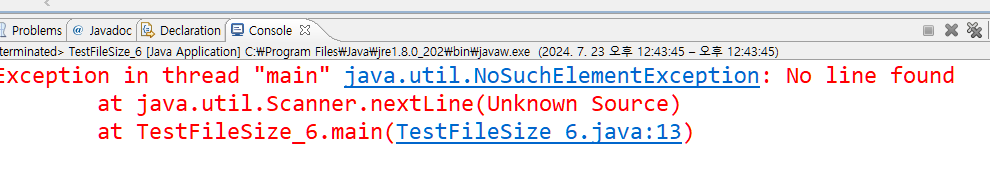 Problems @ Javadoc Declaration Console
terminated> TestFileSize_6 [Java Application] C:₩Program Files₩Java₩jre1.8.0_202₩bin₩javaw.exe (2024. 7. 23 오후 12:43:45 – 오후 12:43:45)
Exception in thread "main" java.util.NoSuchElementException: No line found
at java.util.Scanner.nextLine(Unknown Source)
at TestFileSize_6.main(TestFileSize_6.java:13)